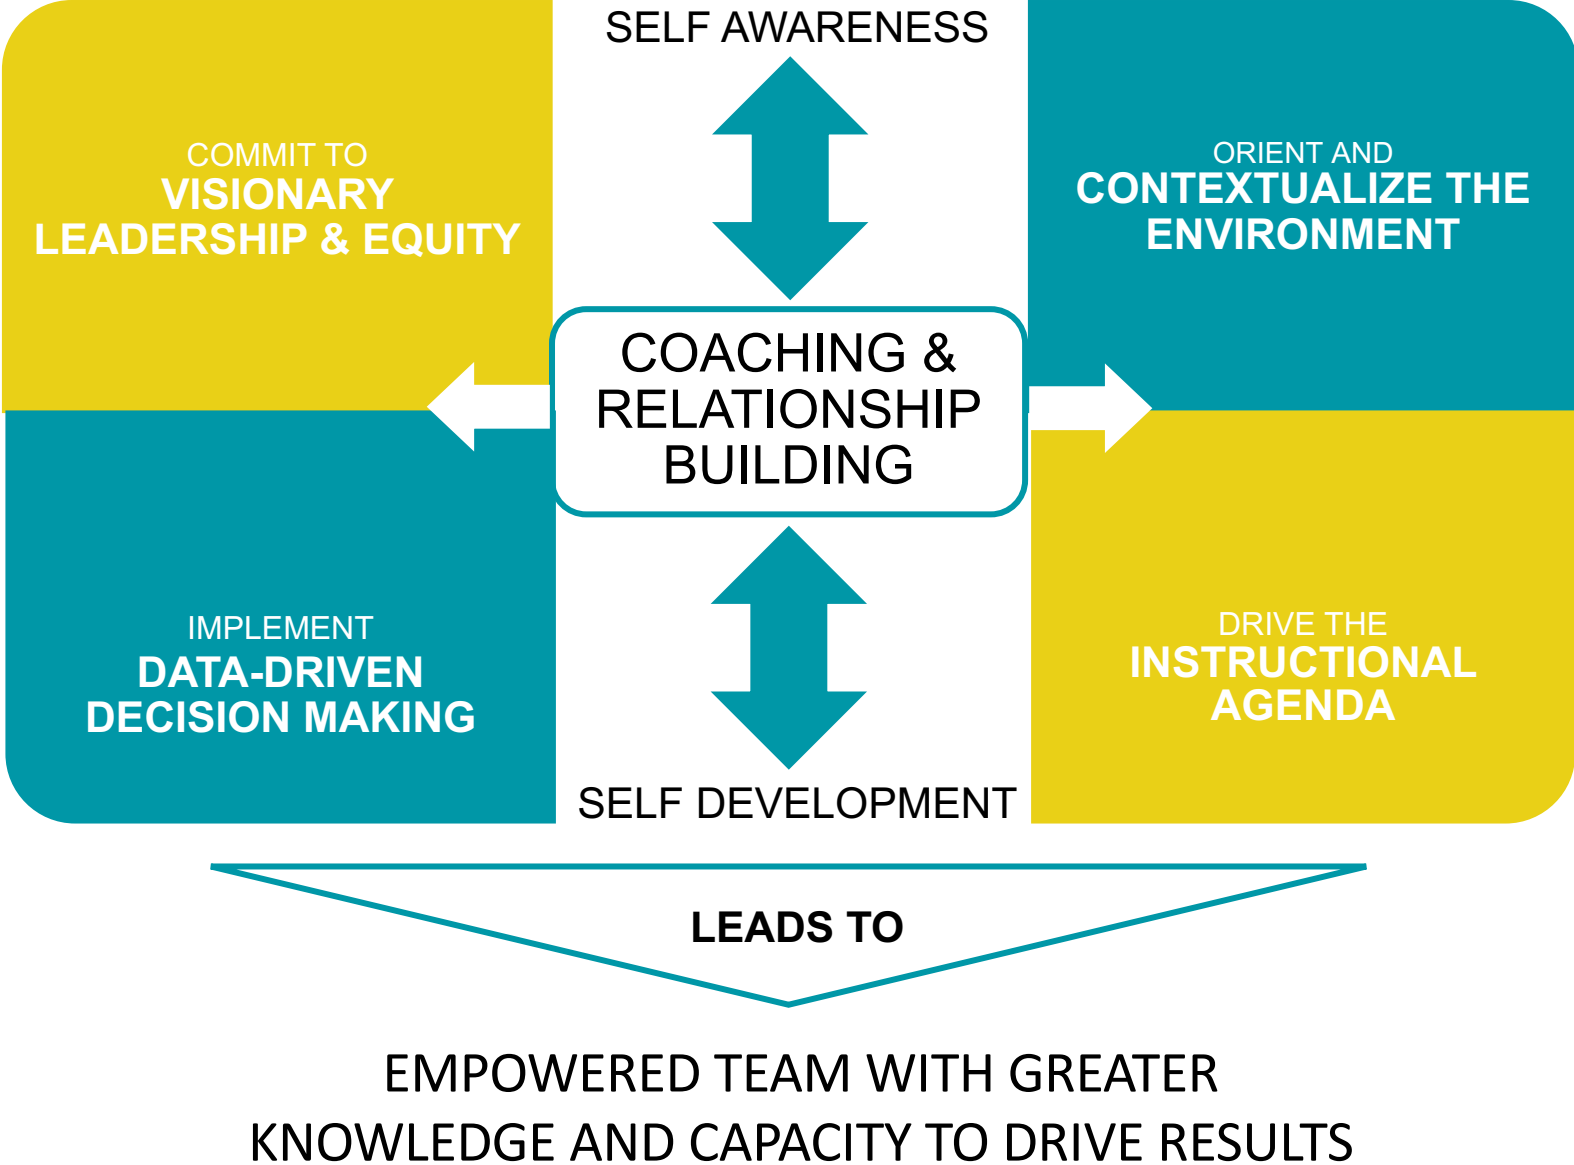 SELF AWARENESS
COMMIT TO
VISIONARY
LEADERSHIP & EQUITY
ORIENT AND
CONTEXTUALIZE THE
ENVIRONMENT
COACHING &
RELATIONSHIP
BUILDING
IMPLEMENT
DATA-DRIVEN
DECISION MAKING
DRIVE THE
INSTRUCTIONAL
AGENDA
SELF DEVELOPMENT
LEADS TO
EMPOWERED TEAM WITH GREATER
KNOWLEDGE AND CAPACITY TO DRIVE RESULTS